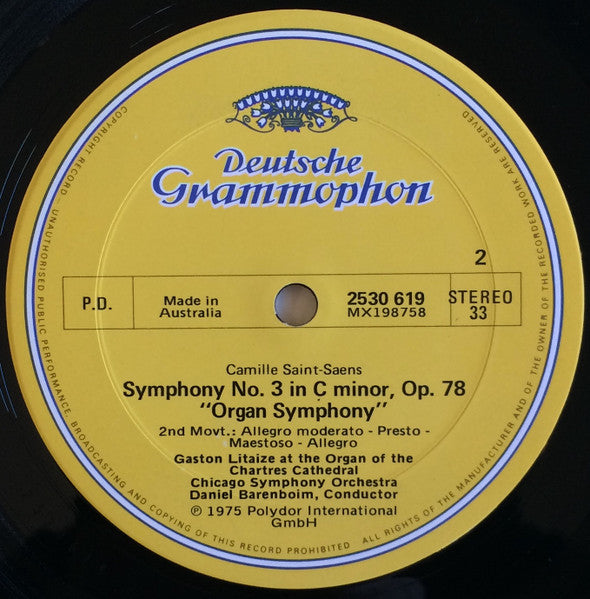 Deutsche
Grammophon
2
P.D.
Made in
Australia
2530 619
MX198758
STEREO
33
Camille Saint-Saens
Symphony No. 3 in C minor, Op. 78
"Organ Symphony"
2nd Movt.: Allegro moderato - Presto -
Maestoso - Allegro
Gaston Litaize at the Organ of the
Chartres Cathedral
Chicago Symphony Orchestra
Daniel Barenboim, Conductor
℗ 1975 Polydor International
GmbH
COPYRIGHT RECORD — UNAUTHORISED PUBLIC PERFORMANCE, BROADCASTING AND COPYING OF THIS RECORD PROHIBITED ALL RIGHTS OF THE MANUFACTURER AND OF THE OWNER OF THE RECORDED WORK ARE RESERVED